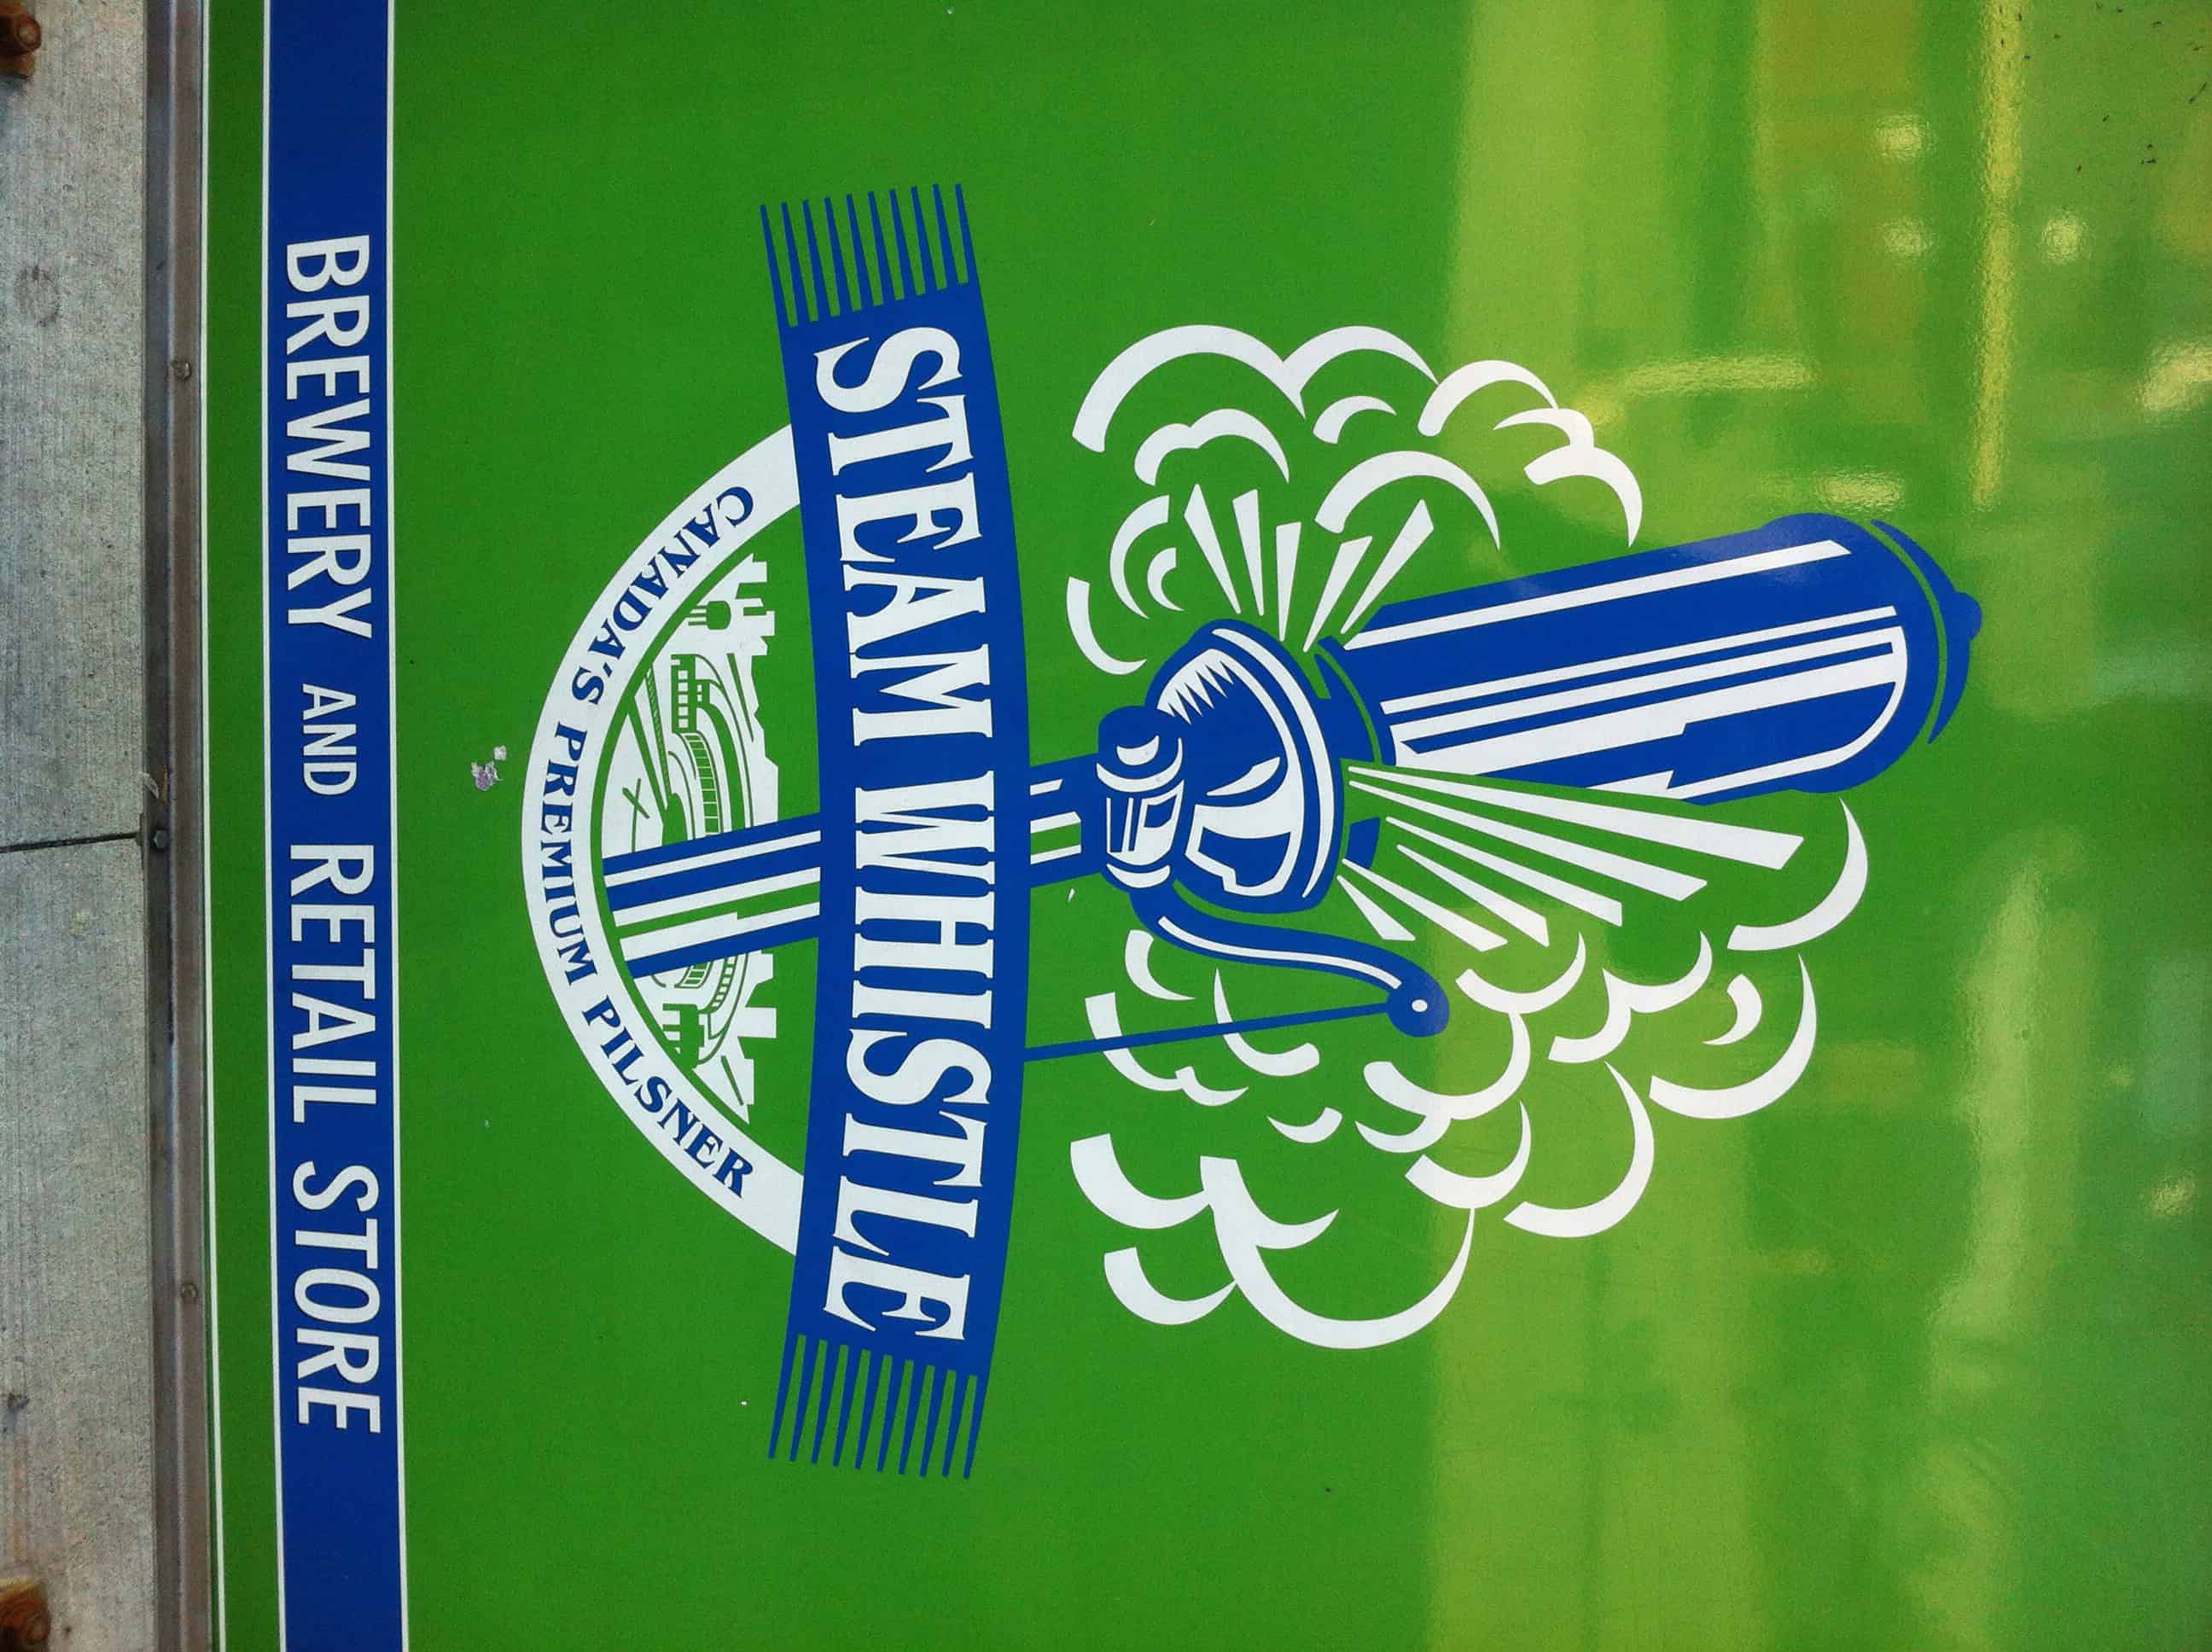 STEAM WHISTLE
CANADA'S PREMIUM PILSNER
BREWERY AND RETAIL STORE